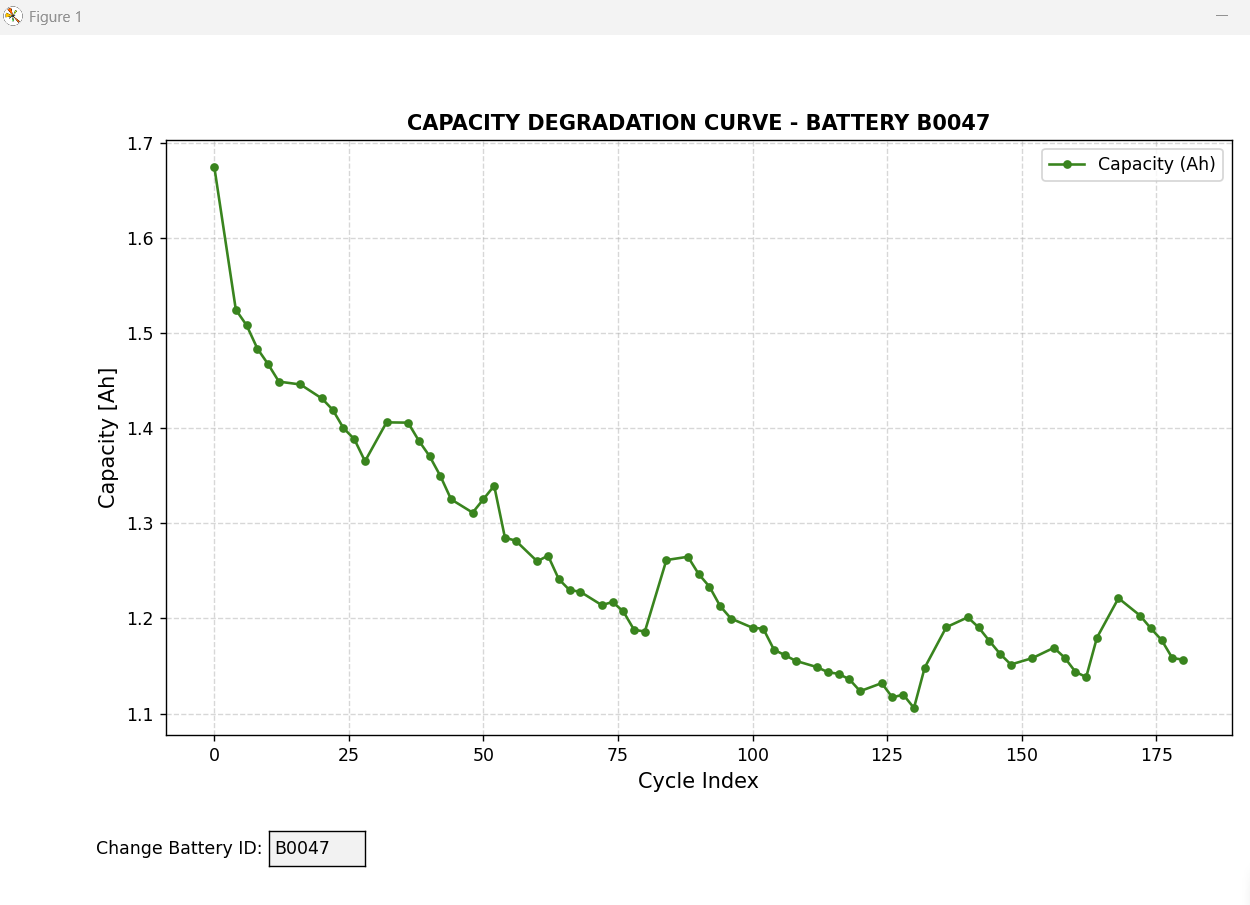 Figure 1
CAPACITY DEGRADATION CURVE - BATTERY B0047
Capacity (Ah)
1.7
1.6
1.5
1.4
1.3
1.2
1.1
Capacity [Ah]
0 25 50 75 100 125 150 175
Cycle Index
Change Battery ID: B0047